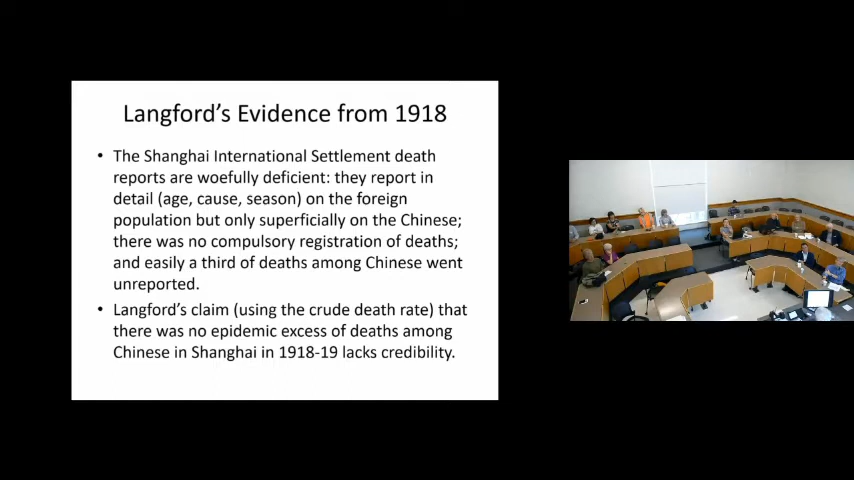 Langford's Evidence from 1918
• The Shanghai International Settlement death
reports are woefully deficient: they report in
detail (age, cause, season) on the foreign
population but only superficially on the Chinese;
there was no compulsory registration of deaths;
and easily a third of deaths among Chinese went
unreported.
• Langford's claim (using the crude death rate) that
there was no epidemic excess of deaths among
Chinese in Shanghai in 1918-19 lacks credibility.